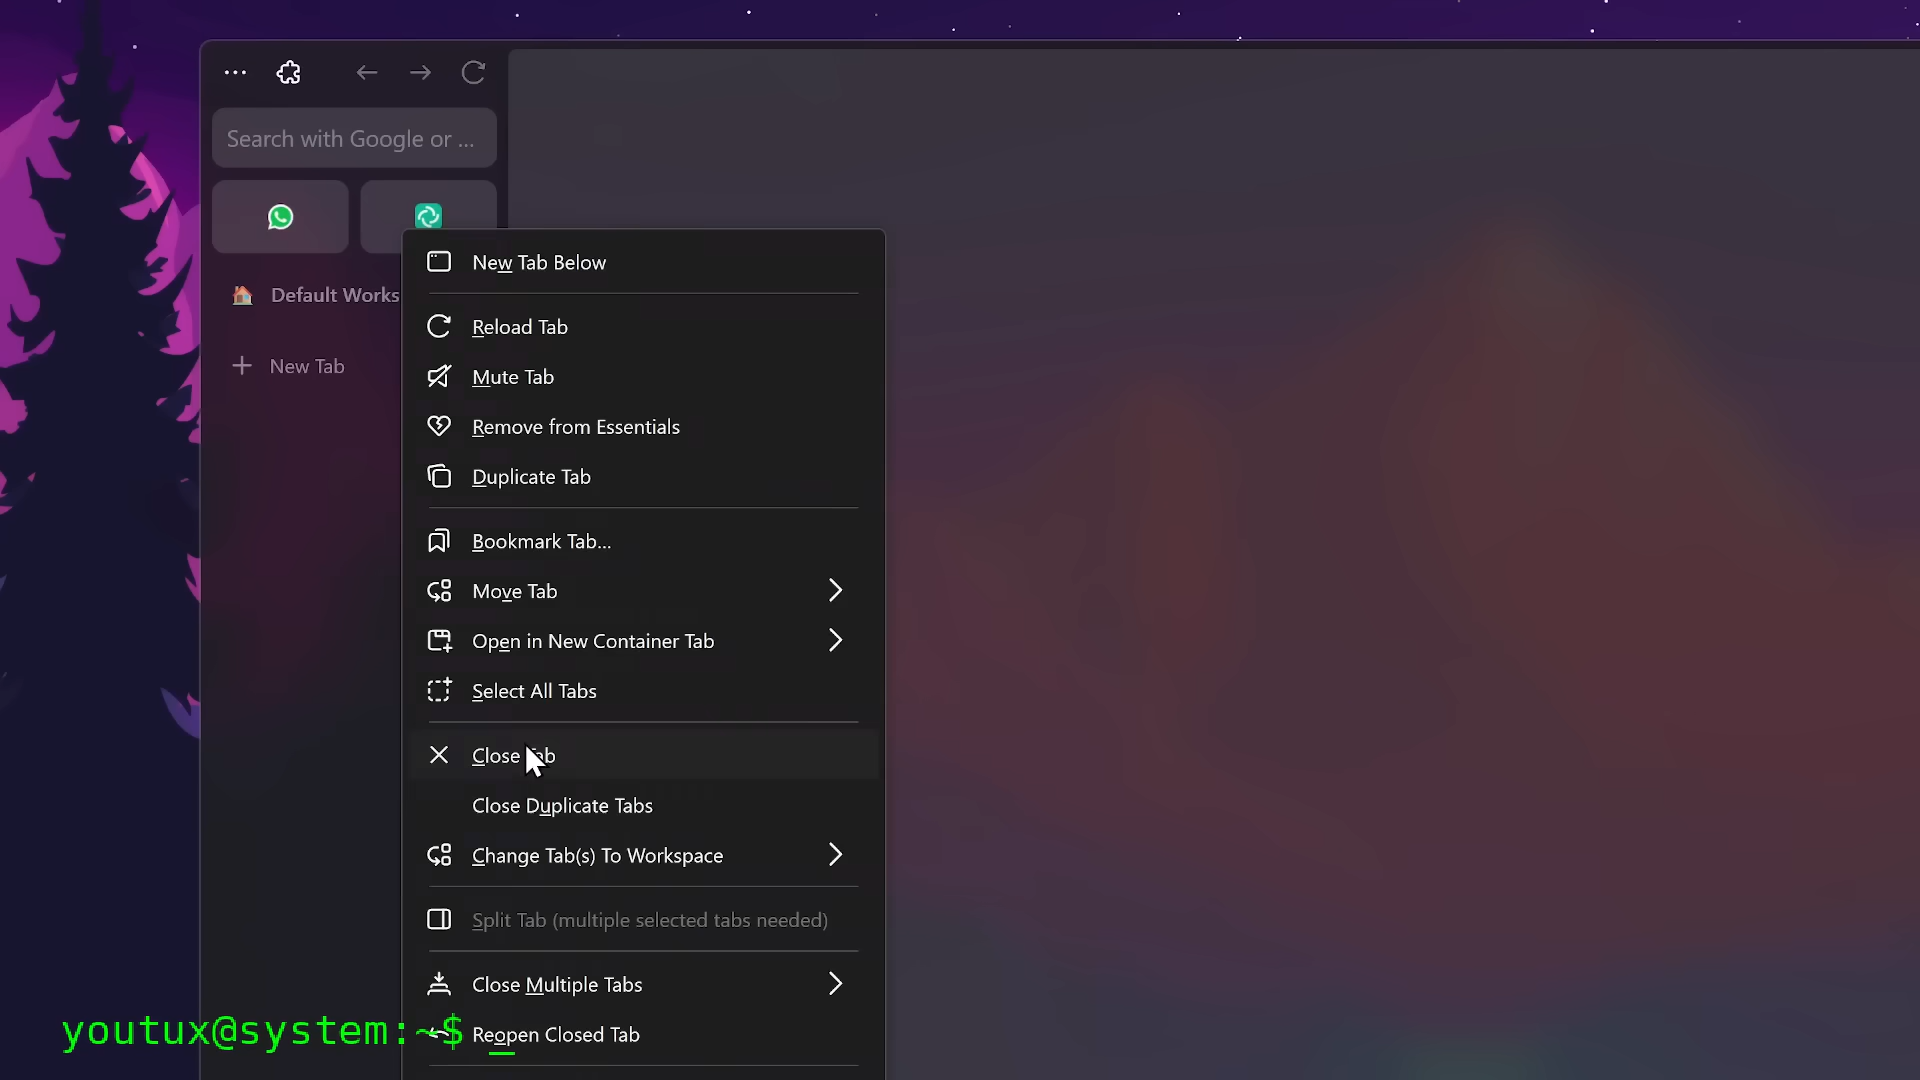 Search with Google or ...
Default Works
New Tab
New Tab Below
Reload Tab
Mute Tab
Remove from Essentials
Duplicate Tab
Bookmark Tab...
Move Tab
Open in New Container Tab
Select All Tabs
Close Tab
Close Duplicate Tabs
Change Tab(s) To Workspace
Split Tab (multiple selected tabs needed)
Close Multiple Tabs
Reopen Closed Tab
youtux@system:~$